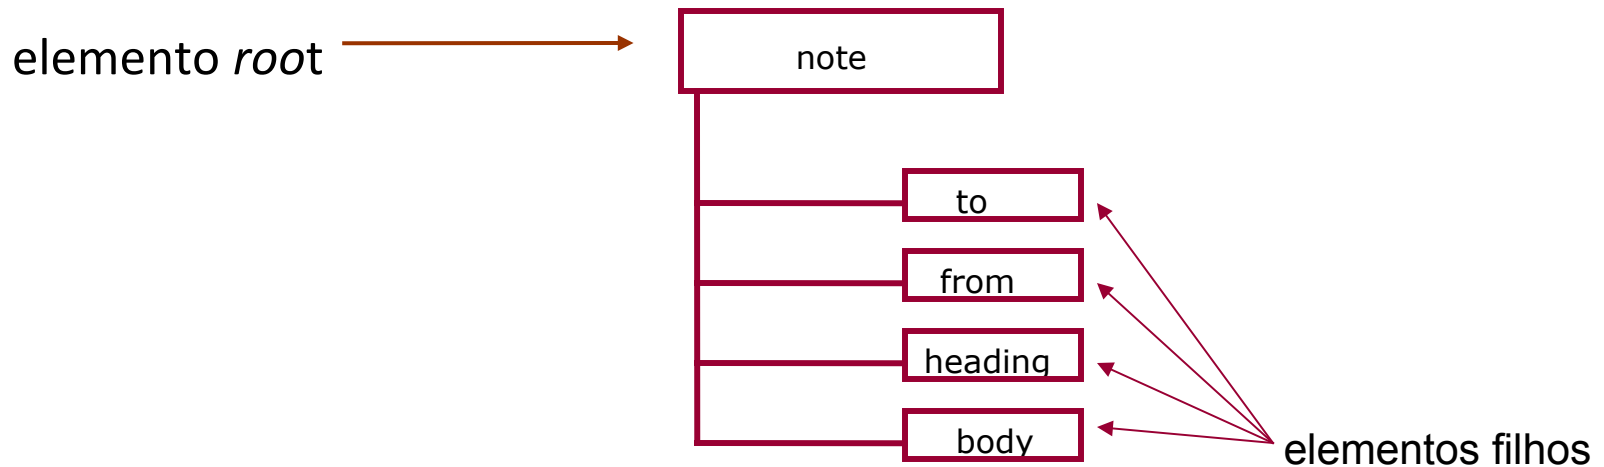 elemento root
note
to
from
heading
body
elementos filhos